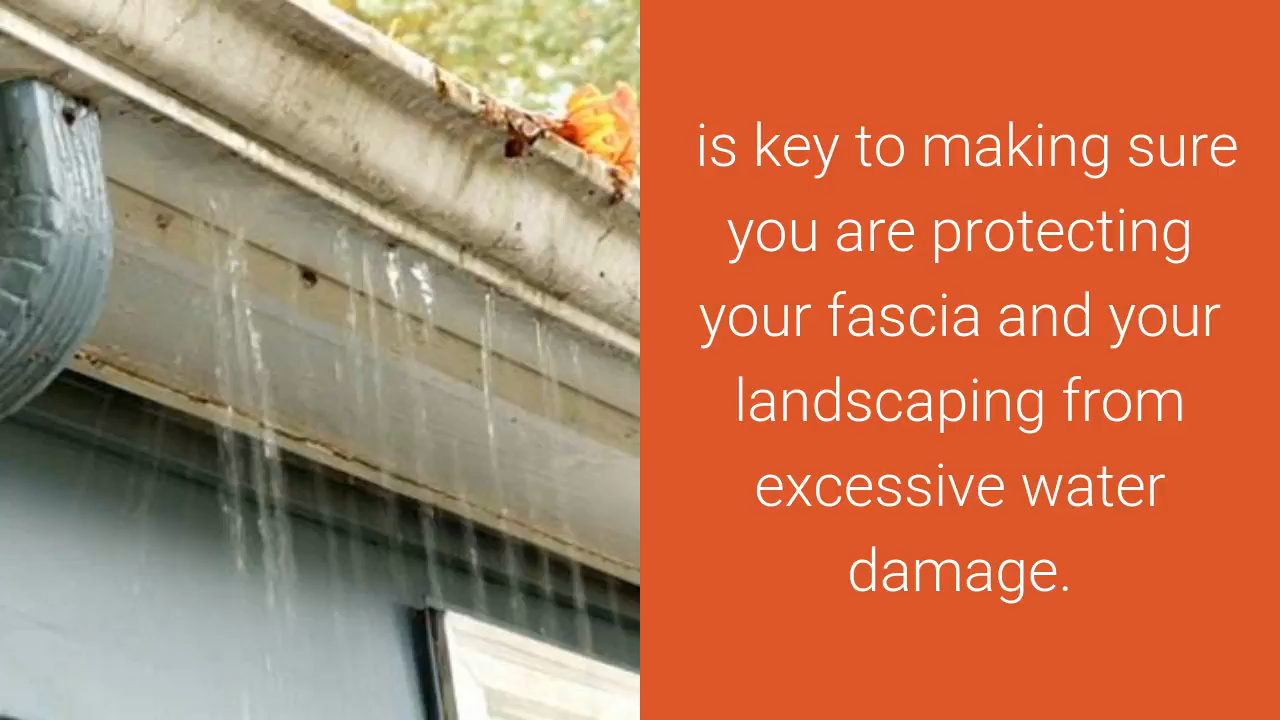 is key to making sure
you are protecting
your fascia and your
landscaping from
excessive water
damage.